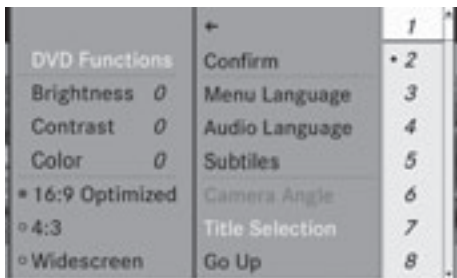 DVD Functions
Brightness 0
Contrast 0
Color 0
16:9 Optimized
4:3
Widescreen
←
Confirm
Menu Language
Audio Language
Subtiles
Camera Angle
Title Selection
Go Up
1
• 2
3
4
5
6
7
8